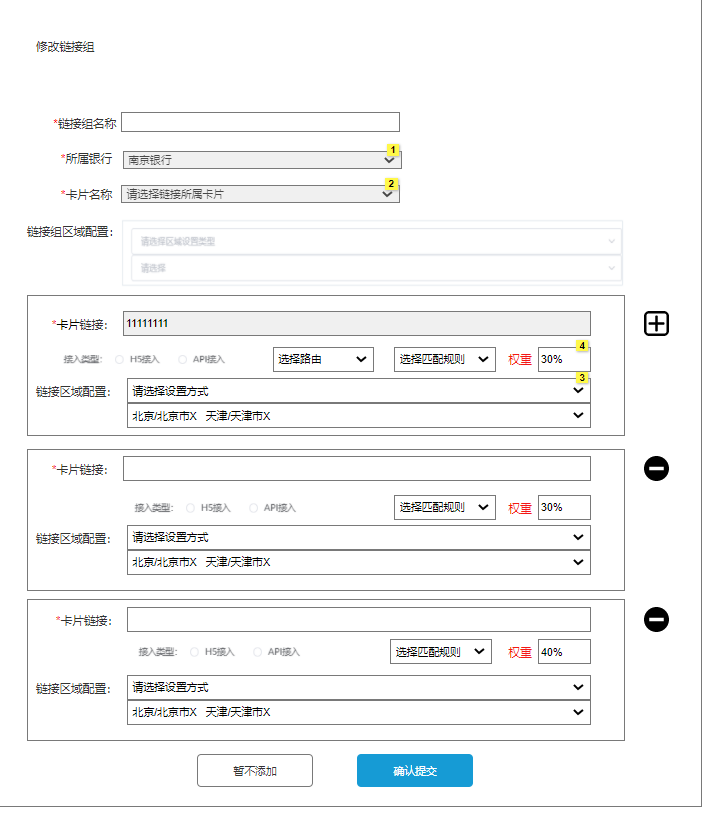 修改链接组
*链接组名称
*所属银行 南京银行 1
*卡片名称 请选择链接所属卡片 2
链接组区域配置: 请选择区域设置类型
请选择
*卡片链接: 11111111
接入类型: H5接入 API接入 选择路由 选择匹配规则 权重 30% 4
链接区域配置: 请选择设置方式 3
北京/北京市X 天津/天津市X
*卡片链接:
接入类型: H5接入 API接入 选择匹配规则 权重 30%
链接区域配置: 请选择设置方式
北京/北京市X 天津/天津市X
*卡片链接:
接入类型: H5接入 API接入 选择匹配规则 权重 40%
链接区域配置: 请选择设置方式
北京/北京市X 天津/天津市X
暂不添加 确认提交